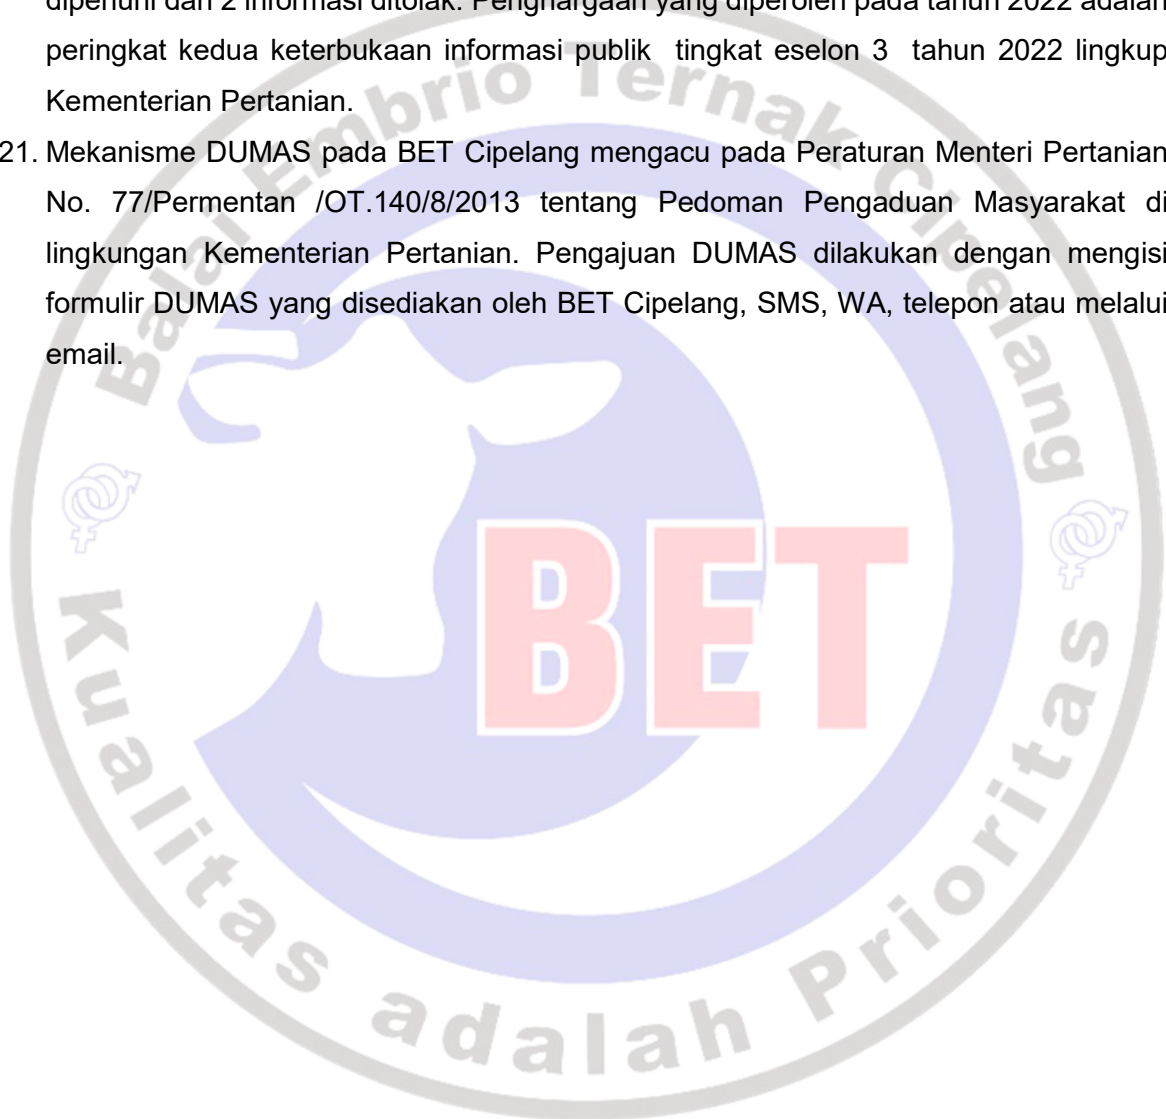 dipenuhi dan 2 informasi ditolak. Penghargaan yang diperoleh pada tahun 2022 adalah
peringkat kedua keterbukaan informasi publik tingkat eselon 3 tahun 2022 lingkup
Kementerian Pertanian.
21. Mekanisme DUMAS pada BET Cipelang mengacu pada Peraturan Menteri Pertanian
No. 77/Permentan /OT.140/8/2013 tentang Pedoman Pengaduan Masyarakat di
lingkungan Kementerian Pertanian. Pengajuan DUMAS dilakukan dengan mengisi
formulir DUMAS yang disediakan oleh BET Cipelang, SMS, WA, telepon atau melalui
email.
Balai Embrio Ternak Cipelang
BET
Kualitas adalah Prioritas